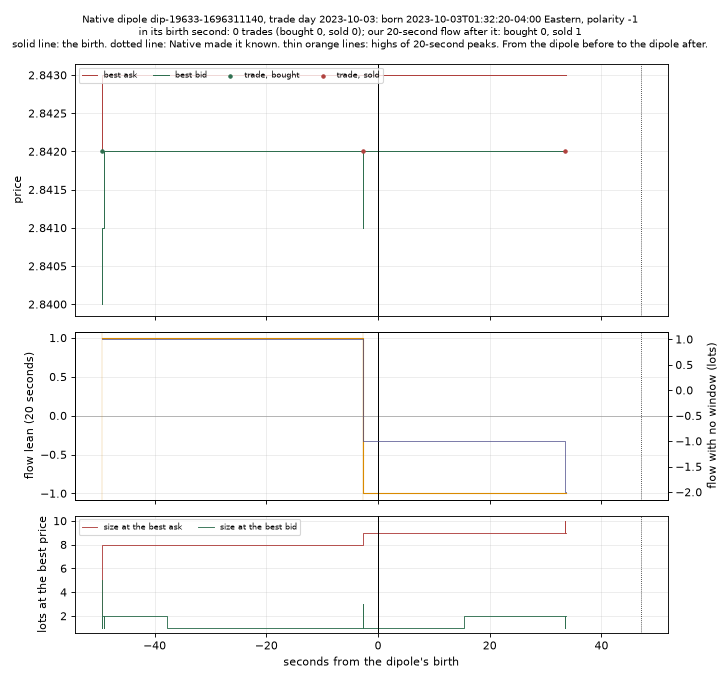 Native dipole dip-19633-1696311140, trade day 2023-10-03: born 2023-10-03T01:32:20-04:00 Eastern, polarity -1
in its birth second: 0 trades (bought 0, sold 0); our 20-second flow after it: bought 0, sold 1
solid line: the birth. dotted line: Native made it known. thin orange lines: highs of 20-second peaks. From the dipole before to the dipole after.
best ask best bid trade, bought trade, sold
2.8430
2.8425
2.8420
2.8415
2.8410
2.8405
2.8400
price
1.0
0.5
0.0
−0.5
−1.0
flow lean (20 seconds)
1.0
0.5
0.0
−0.5
−1.0
−1.5
−2.0
flow with no window (lots)
size at the best ask size at the best bid
10
8
6
4
2
lots at the best price
−40 −20 0 20 40
seconds from the dipole's birth